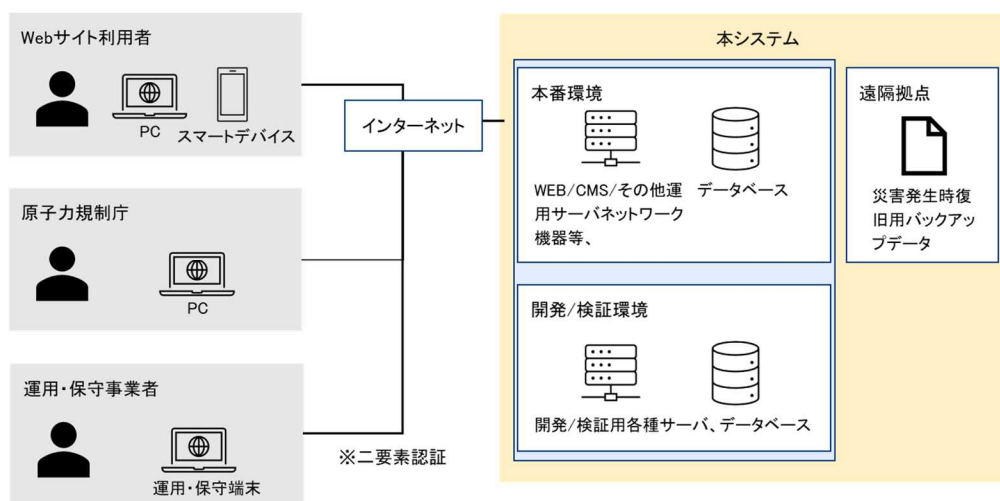 Webサイト利用者
PC
スマートデバイス
原子力規制庁
PC
運用・保守事業者
運用・保守端末
インターネット
※二要素認証
本システム
本番環境
WEB/CMS/その他運
用サーバネットワーク
機器等、
データベース
開発/検証環境
開発/検証用各種サーバ、データベース
遠隔拠点
災害発生時復
旧用バックアッ
プデータ